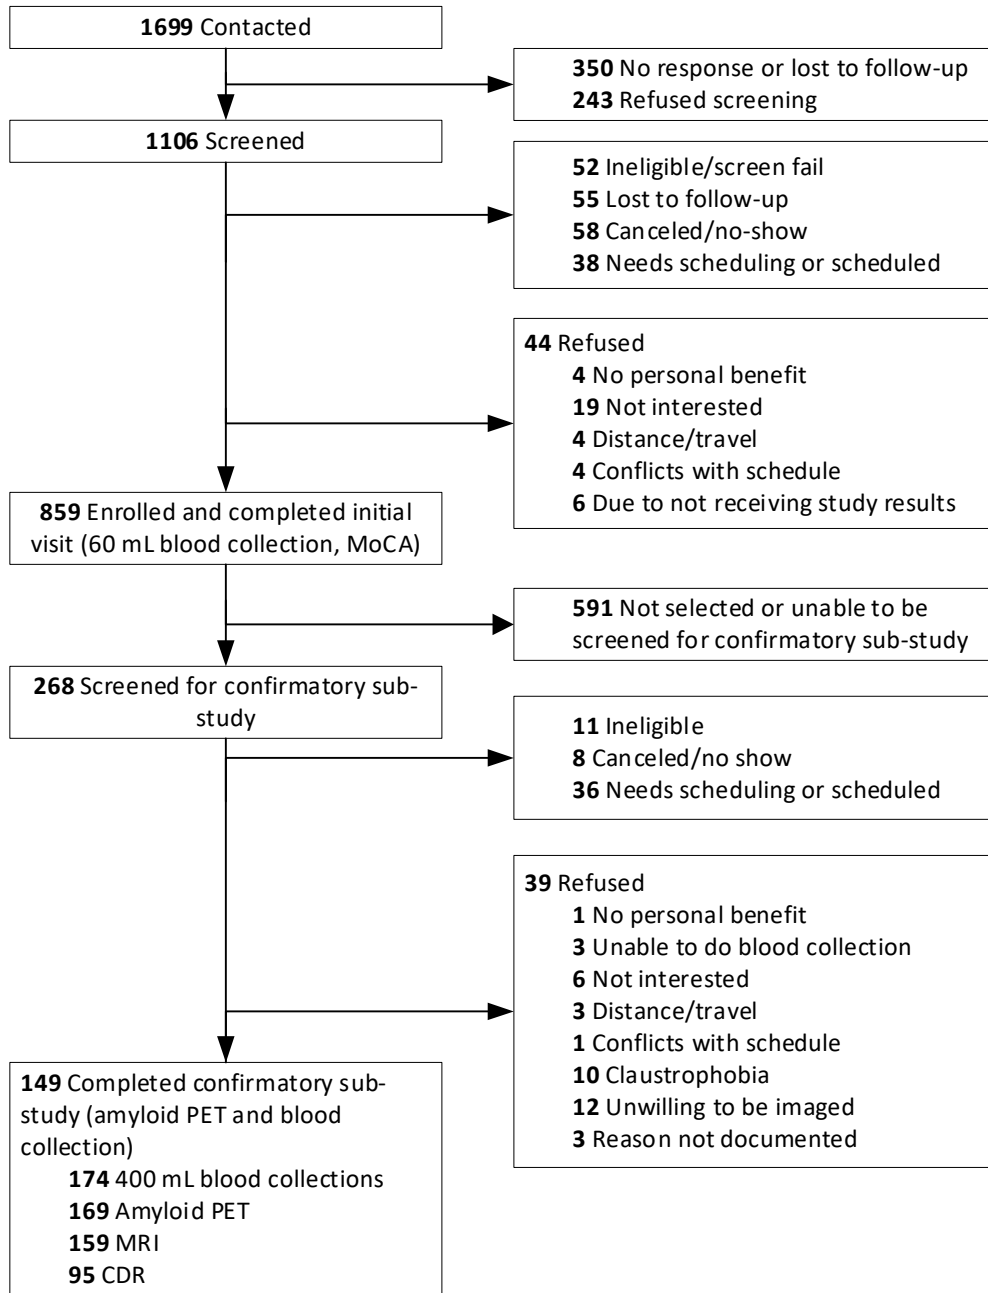 1699 Contacted
350 No response or lost to follow-up
243 Refused screening
1106 Screened
52 Ineligible/screen fail
55 Lost to follow-up
58 Canceled/no-show
38 Needs scheduling or scheduled
44 Refused
4 No personal benefit
19 Not interested
4 Distance/travel
4 Conflicts with schedule
6 Due to not receiving study results
859 Enrolled and completed initial
visit (60 mL blood collection, MoCA)
591 Not selected or unable to be
screened for confirmatory sub-study
268 Screened for confirmatory sub-
study
11 Ineligible
8 Canceled/no show
36 Needs scheduling or scheduled
39 Refused
1 No personal benefit
3 Unable to do blood collection
6 Not interested
3 Distance/travel
1 Conflicts with schedule
10 Claustrophobia
12 Unwilling to be imaged
3 Reason not documented
149 Completed confirmatory sub-
study (amyloid PET and blood
collection)
174 400 mL blood collections
169 Amyloid PET
159 MRI
95 CDR